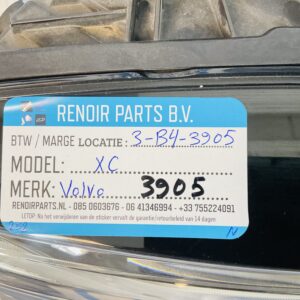 RENOIR PARTS B.V.
BTW / MARGE LOCATIE : 3-B4-3905
MODEL: XC
MERK: Volvo 3905
RENOIRPARTS.NL - 085 0603676 - 06 41346994 - +33 755224091
LETOP: Na het verwijderen van de sticker vervalt de garantie/retourbeleid van 14 dagen
N